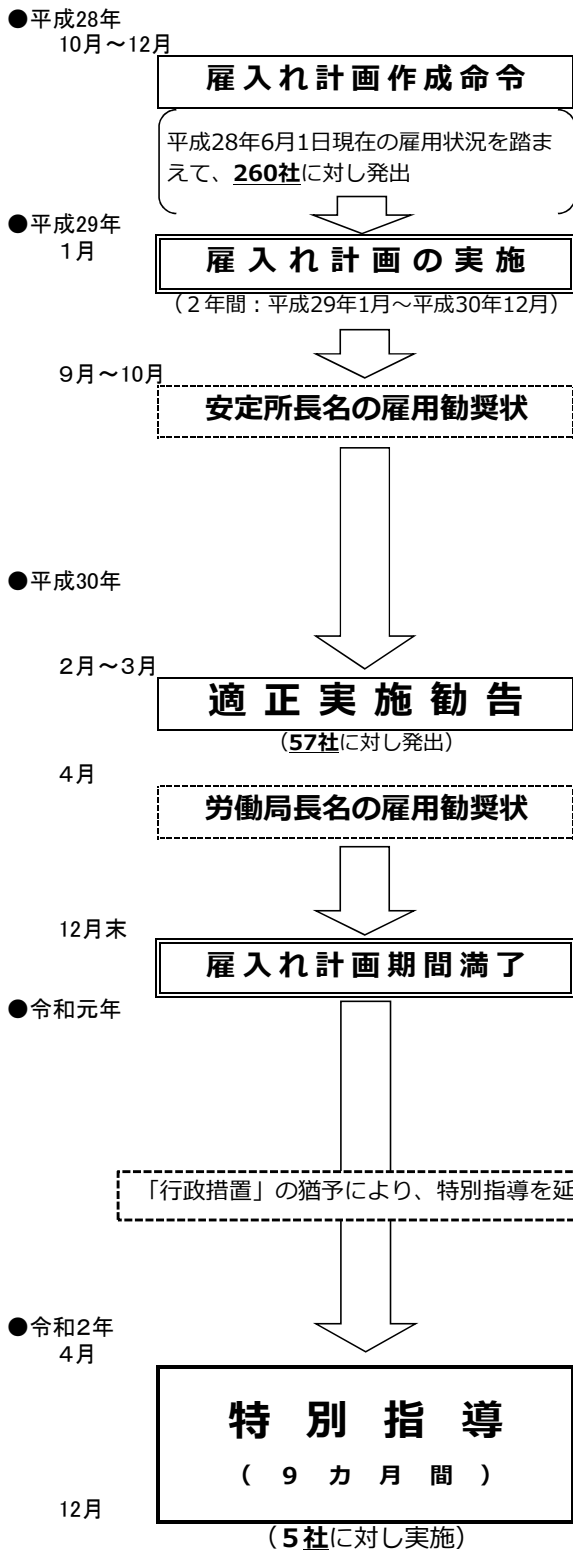 ●平成28年
10月～12月
雇入れ計画作成命令
平成28年6月1日現在の雇用状況を踏ま
えて、260社に対し発出
●平成29年
1月
雇入れ計画の実施
（２年間：平成29年1月～平成30年12月）
9月～10月
安定所長名の雇用勧奨状
●平成30年
2月～3月
適正実施勧告
（57社に対し発出）
4月
労働局長名の雇用勧奨状
12月末
雇入れ計画期間満了
●令和元年
「行政措置」の猶予により、特別指導を延
●令和2年
4月
特別指導
（９カ月間）
12月
（５社に対し実施）